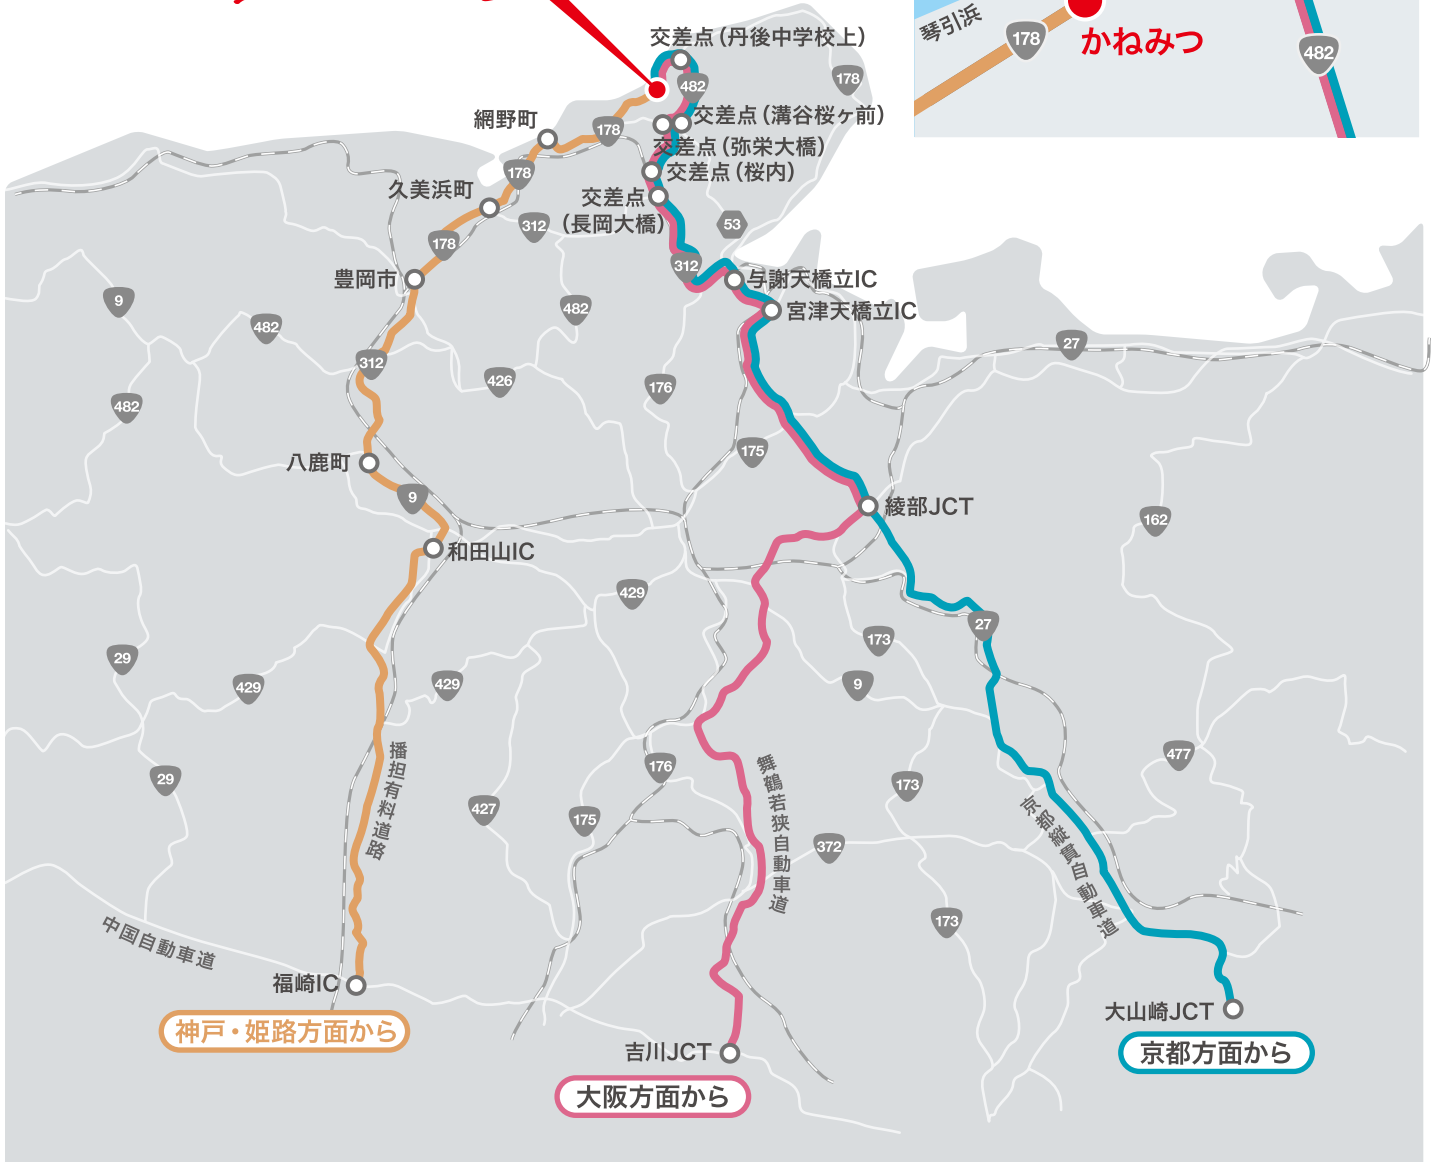 交差点（丹後中学校上）
琴引浜
178
かねみつ
482
178
482
網野町
178
交差点（溝谷桜ヶ前）
交差点（弥栄大橋）
178
交差点（桜内）
久美浜町
交差点
（長岡大橋）
312
53
178
312
豊岡市
与謝天橋立IC
9
482
宮津天橋立IC
482
27
312
426
176
482
175
八鹿町
9
綾部JCT
162
和田山IC
429
27
173
29
429
429
9
477
播担有料道路
舞鶴若狭自動車道
176
29
173
427
175
京都縦貫自動車道
372
173
中国自動車道
福崎IC
大山崎JCT
神戸・姫路方面から
吉川JCT
京都方面から
大阪方面から